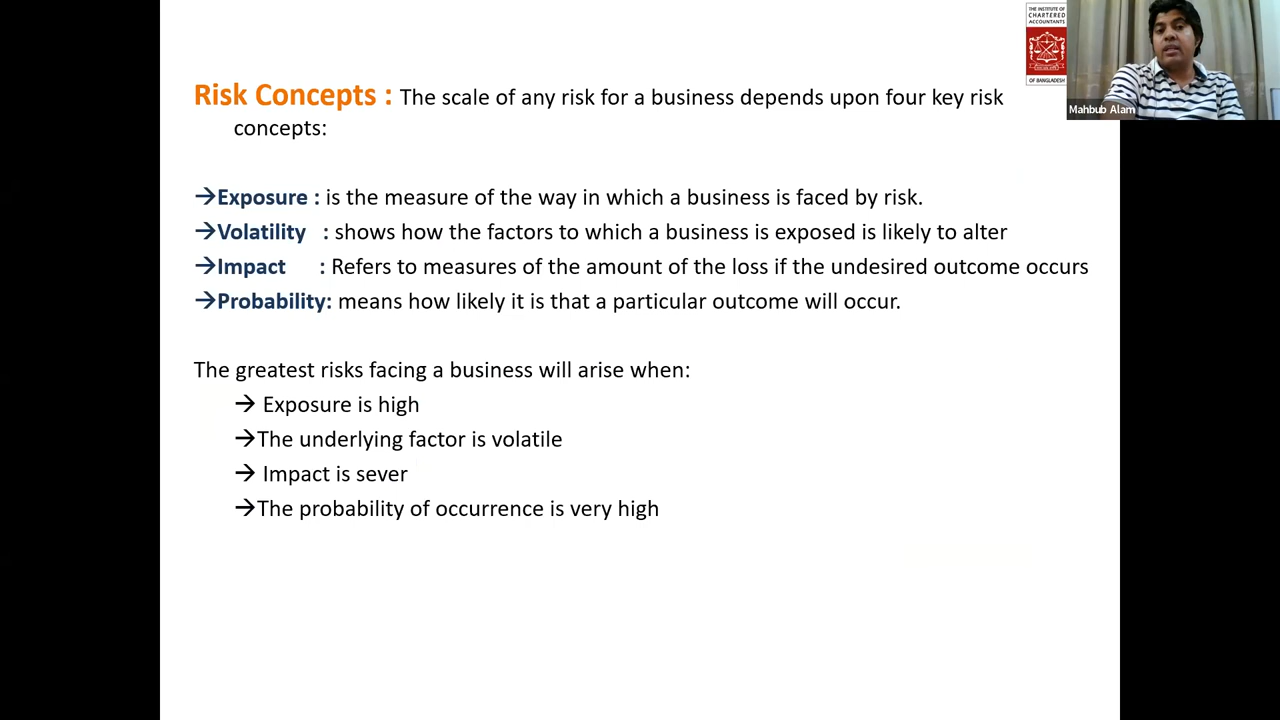 Risk Concepts : The scale of any risk for a business depends upon four key risk
concepts:
→Exposure : is the measure of the way in which a business is faced by risk.
→Volatility : shows how the factors to which a business is exposed is likely to alter
→Impact : Refers to measures of the amount of the loss if the undesired outcome occurs
→Probability: means how likely it is that a particular outcome will occur.
The greatest risks facing a business will arise when:
→ Exposure is high
→The underlying factor is volatile
→ Impact is sever
→The probability of occurrence is very high
THE INSTITUTE OF
CHARTERED
ACCOUNTANTS
OF BANGLADESH
Mahbub Alam